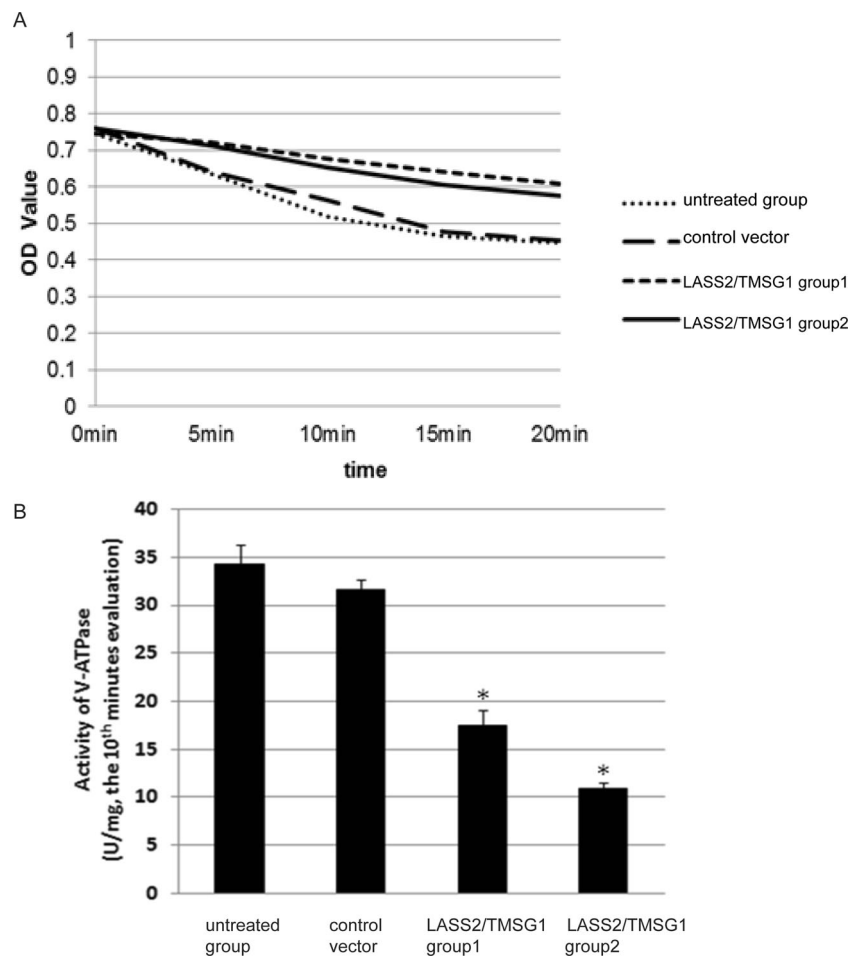 A
1
0.9
0.8
0.7
0.6
0.5
0.4
0.3
0.2
0.1
0
OD Value
0min 5min 10min 15min 20min
time
untreated group
control vector
LASS2/TMSG1 group1
LASS2/TMSG1 group2
B
Activity of V-ATPase
(U/mg, the 10th minutes evaluation)
40
35
30
25
20
15
10
5
0
*
*
untreated group
control vector
LASS2/TMSG1 group1
LASS2/TMSG1 group2